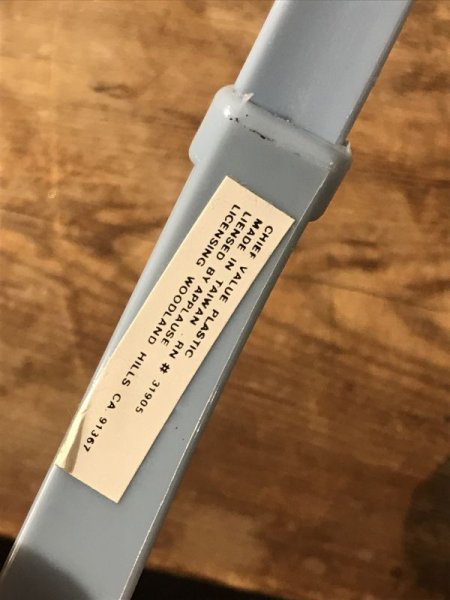 CHIEF VALUE PLASTIC
MADE IN TAIWAN RN # 31905
LIENSED BY APPLAUSE
LICENSING WOODLAND HILLS CA 91367